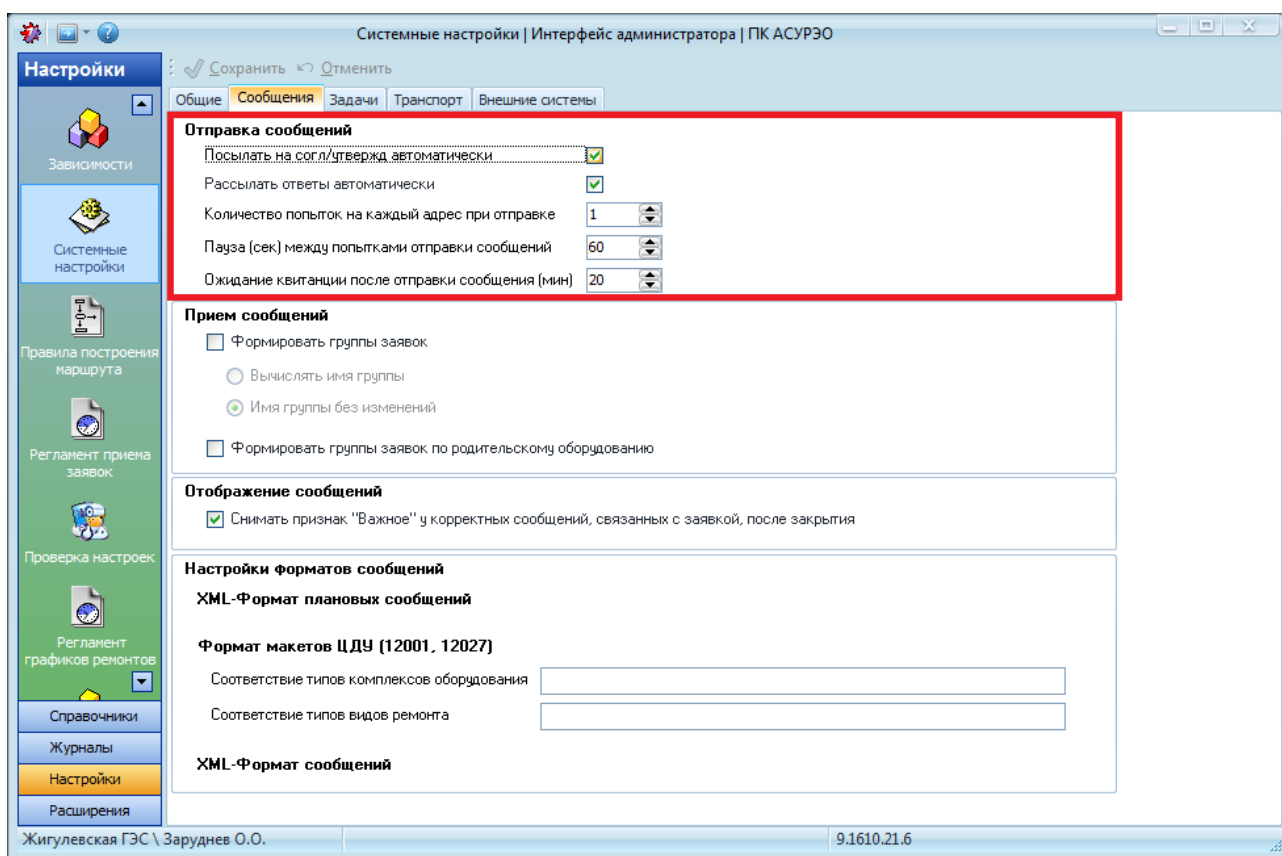 Системные настройки | Интерфейс администратора | ПК АСУРЭО
Настройки
Сохранить Отменить
Общие Сообщения Задачи Транспорт Внешние системы
Зависимости
Системные
настройки
Правила построения
маршрута
Регламент приема
заявок
Проверка настроек
Регламент
графиков ремонтов
Справочники
Журналы
Настройки
Расширения
Отправка сообщений
Посылать на согл/утвержд автоматически
Рассылать ответы автоматически
Количество попыток на каждый адрес при отправке 1
Пауза (сек) между попытками отправки сообщений 60
Ожидание квитанции после отправки сообщения (мин) 20
Прием сообщений
Формировать группы заявок
Вычислять имя группы
Имя группы без изменений
Формировать группы заявок по родительскому оборудованию
Отображение сообщений
Снимать признак "Важное" у корректных сообщений, связанных с заявкой, после закрытия
Настройки форматов сообщений
XML-Формат плановых сообщений
Формат макетов ЦДУ (12001, 12027)
Соответствие типов комплексов оборудования
Соответствие типов видов ремонта
XML-Формат сообщений
Жигулевская ГЭС \ Заруднев О.О. 9.1610.21.6